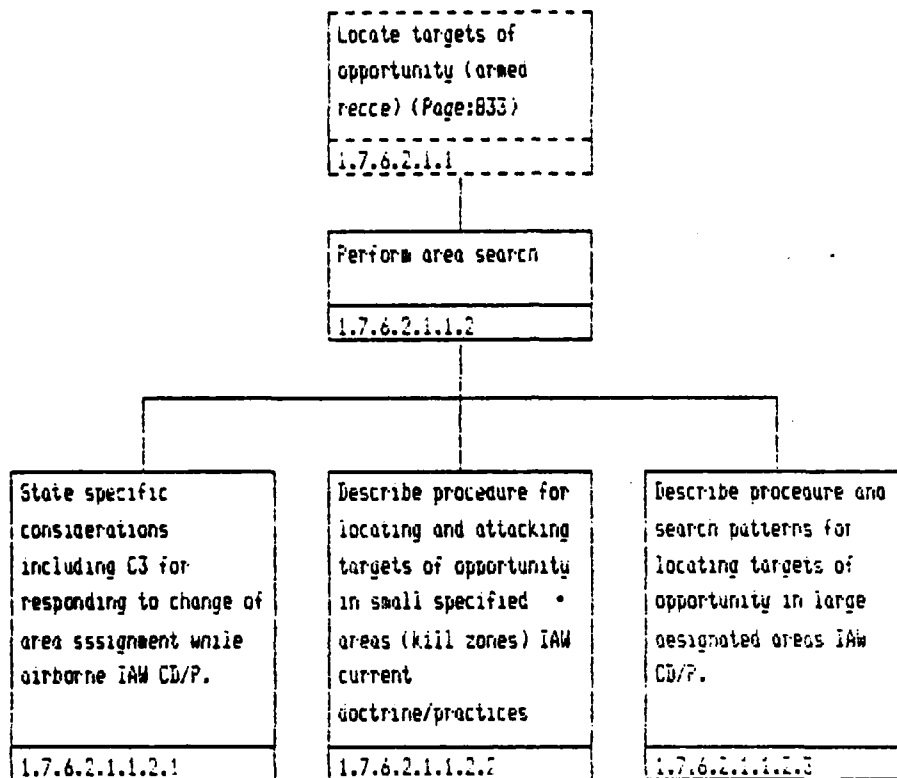 Locate targets of
opportunity (armed
recce) (Page:833)
1.7.6.2.1.1
Perform area search
1.7.6.2.1.1.2
State specific
considerations
including C3 for
responding to change of
area sssignment while
airborne IAW CD/P.
1.7.6.2.1.1.2.1
Describe procedure for
locating and attacking
targets of opportunity
in small specified
areas (kill zones) IAW
current
doctrine/practices
1.7.6.2.1.1.2.2
Describe procedure and
search patterns for
locating targets of
opportunity in large
designated areas IAW
CD/P.
1.7.6.2.1.1.2.3